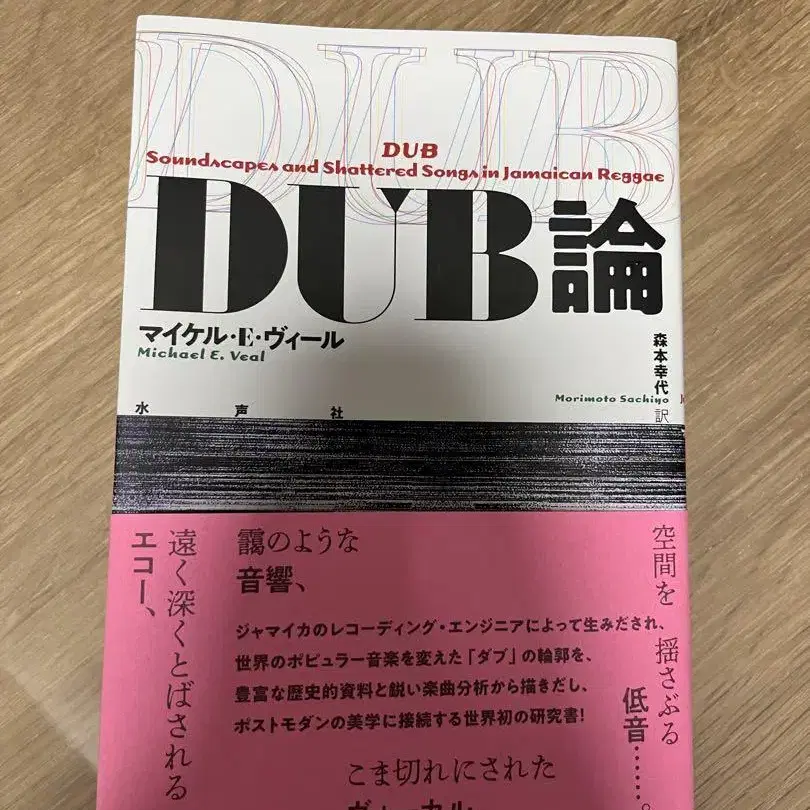 DUB
DUB
Soundscapes and Shattered Songs in Jamaican Reggae
DUB論
マイケル・E・ヴィール
Michael E. Veal
森本幸代 訳
Morimoto Sachiyo
水声社
空間を揺さぶる
低音……。
靄のような
音響、
遠く深くとばされる
エコー、
ジャマイカのレコーディング・エンジニアによって生みだされ、
世界のポピュラー音楽を変えた「ダブ」の輪郭を、
豊富な歴史的資料と鋭い楽曲分析から描きだし、
ポストモダンの美学に接続する世界初の研究書!
こま切れにされた
ヴォーカル